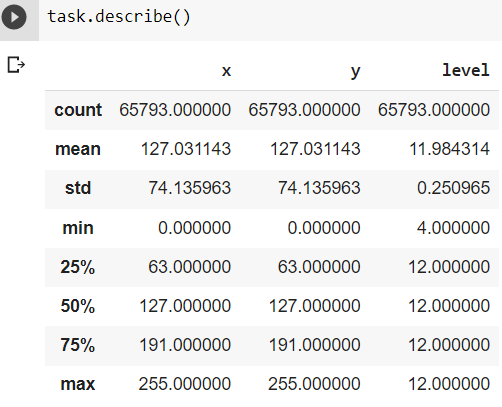 task.describe()
x y level
count 65793.000000 65793.000000 65793.000000
mean 127.031143 127.031143 11.984314
std 74.135963 74.135963 0.250965
min 0.000000 0.000000 4.000000
25% 63.000000 63.000000 12.000000
50% 127.000000 127.000000 12.000000
75% 191.000000 191.000000 12.000000
max 255.000000 255.000000 12.000000